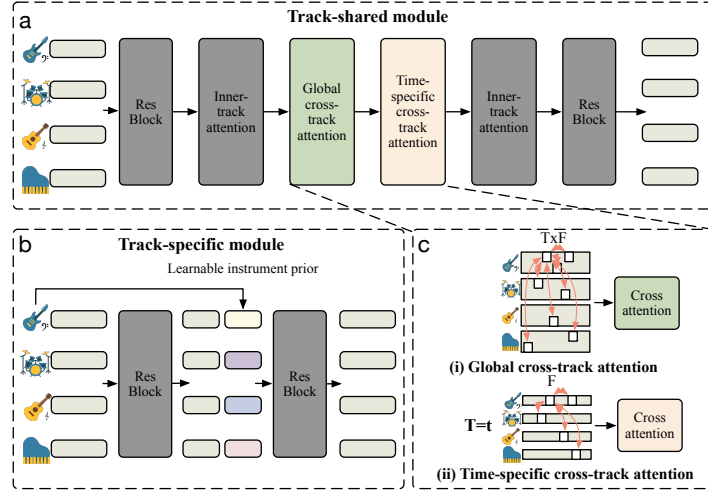 a
Track-shared module
Res
Block
Inner-
track
attention
Global
cross-
track
attention
Time-
specific
cross-track
attention
Inner-
track
attention
Res
Block
b
Track-specific module
Learnable instrument prior
Res
Block
Res
Block
c
TxF
Cross
attention
(i) Global cross-track attention
F
T=t
Cross
attention
(ii) Time-specific cross-track attention